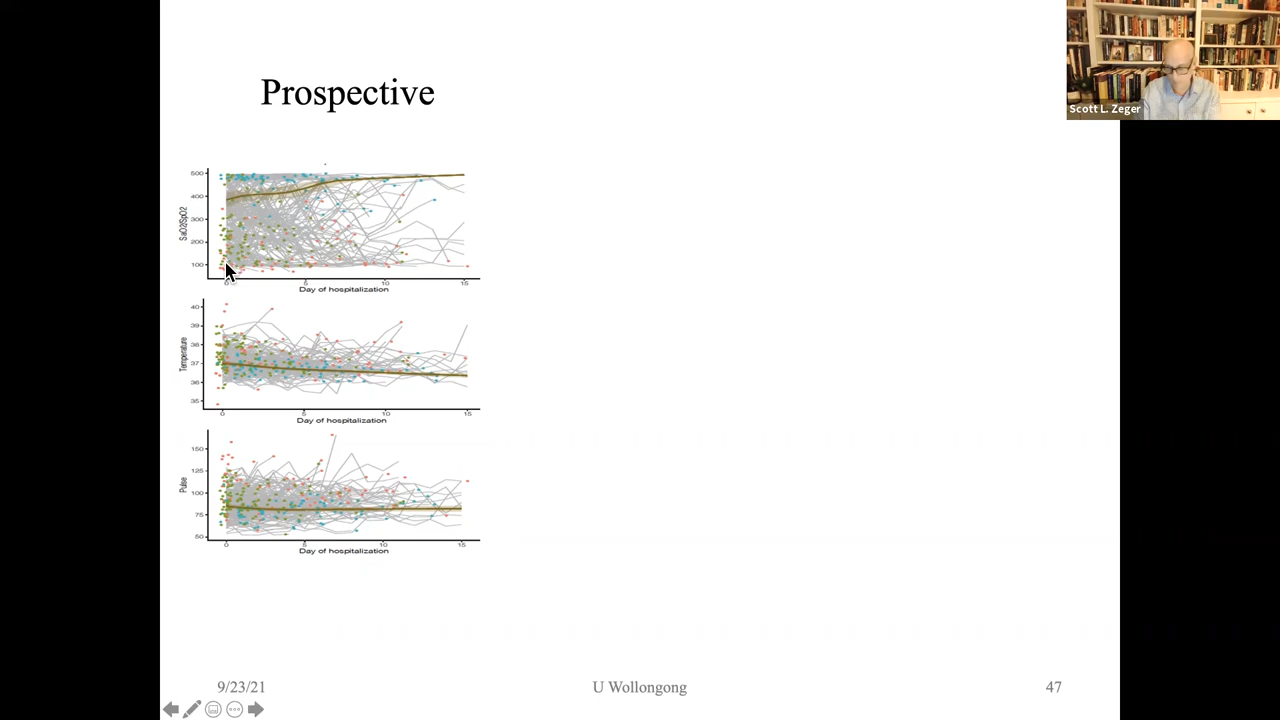 Prospective
Scott L. Zeger
500
400
300
200
100
SaO2/SpO2
0 5 10 15
Day of hospitalization
40
39
38
37
36
35
Temperature
0 5 10 15
Day of hospitalization
150
125
100
75
50
Pulse
0 5 10 15
Day of hospitalization
9/23/21 U Wollongong 47